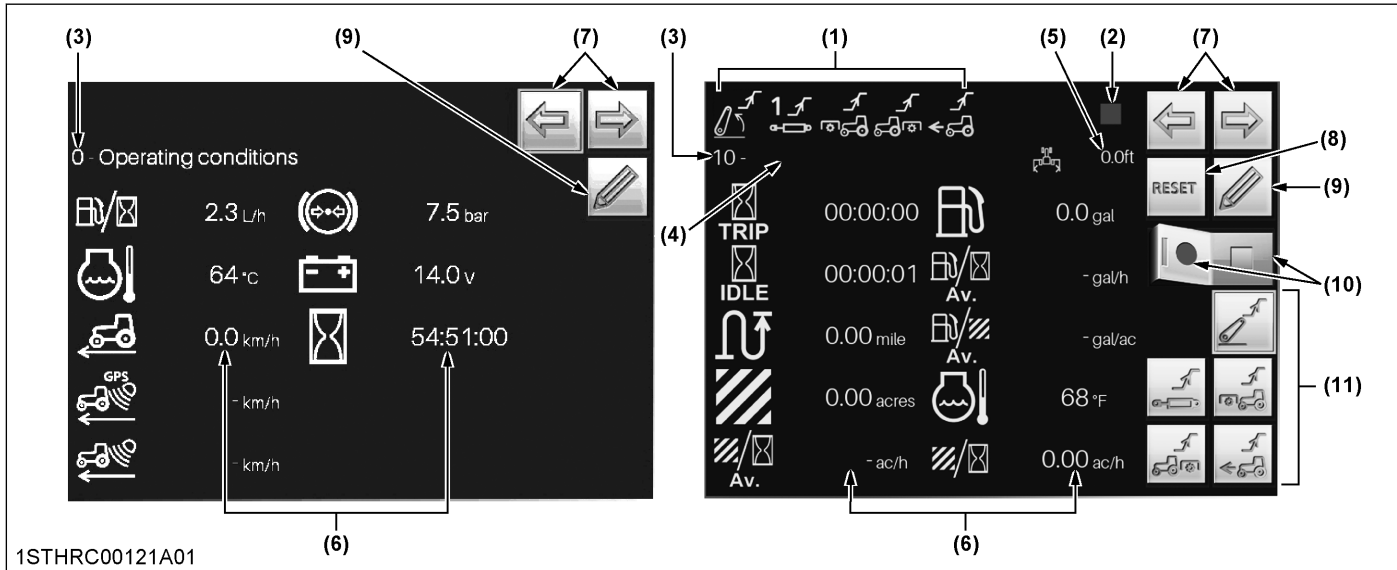 (3) (9) (7) (3) (1) (5) (2) (7)
0 - Operating conditions
2.3 L/h 7.5 bar
64 °C 14.0 V
0.0 km/h 54:51:00
GPS
- km/h
- km/h
(6)
1
10 - 0.0ft
(8)
RESET
(9)
(4)
TRIP 00:00:00 0.0 gal
IDLE 00:00:01 Av. - gal/h
(10)
0.00 mile Av. - gal/ac
(11)
0.00 acres 68 °F
Av. - ac/h 0.00 ac/h
(6)
1STHRC00121A01